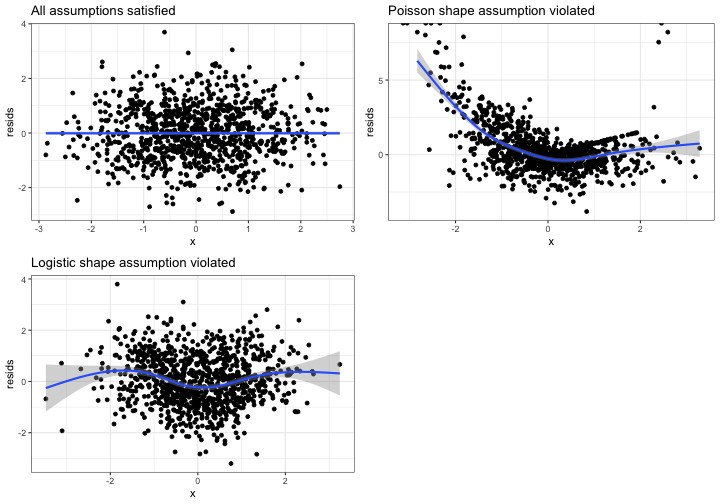 All assumptions satisfied
4
2
0
-2
resids
-3
-2
-1
0
1
2
3
x
Poisson shape assumption violated
5
0
resids
-2
0
2
x
Logistic shape assumption violated
4
2
0
-2
resids
-2
0
2
x